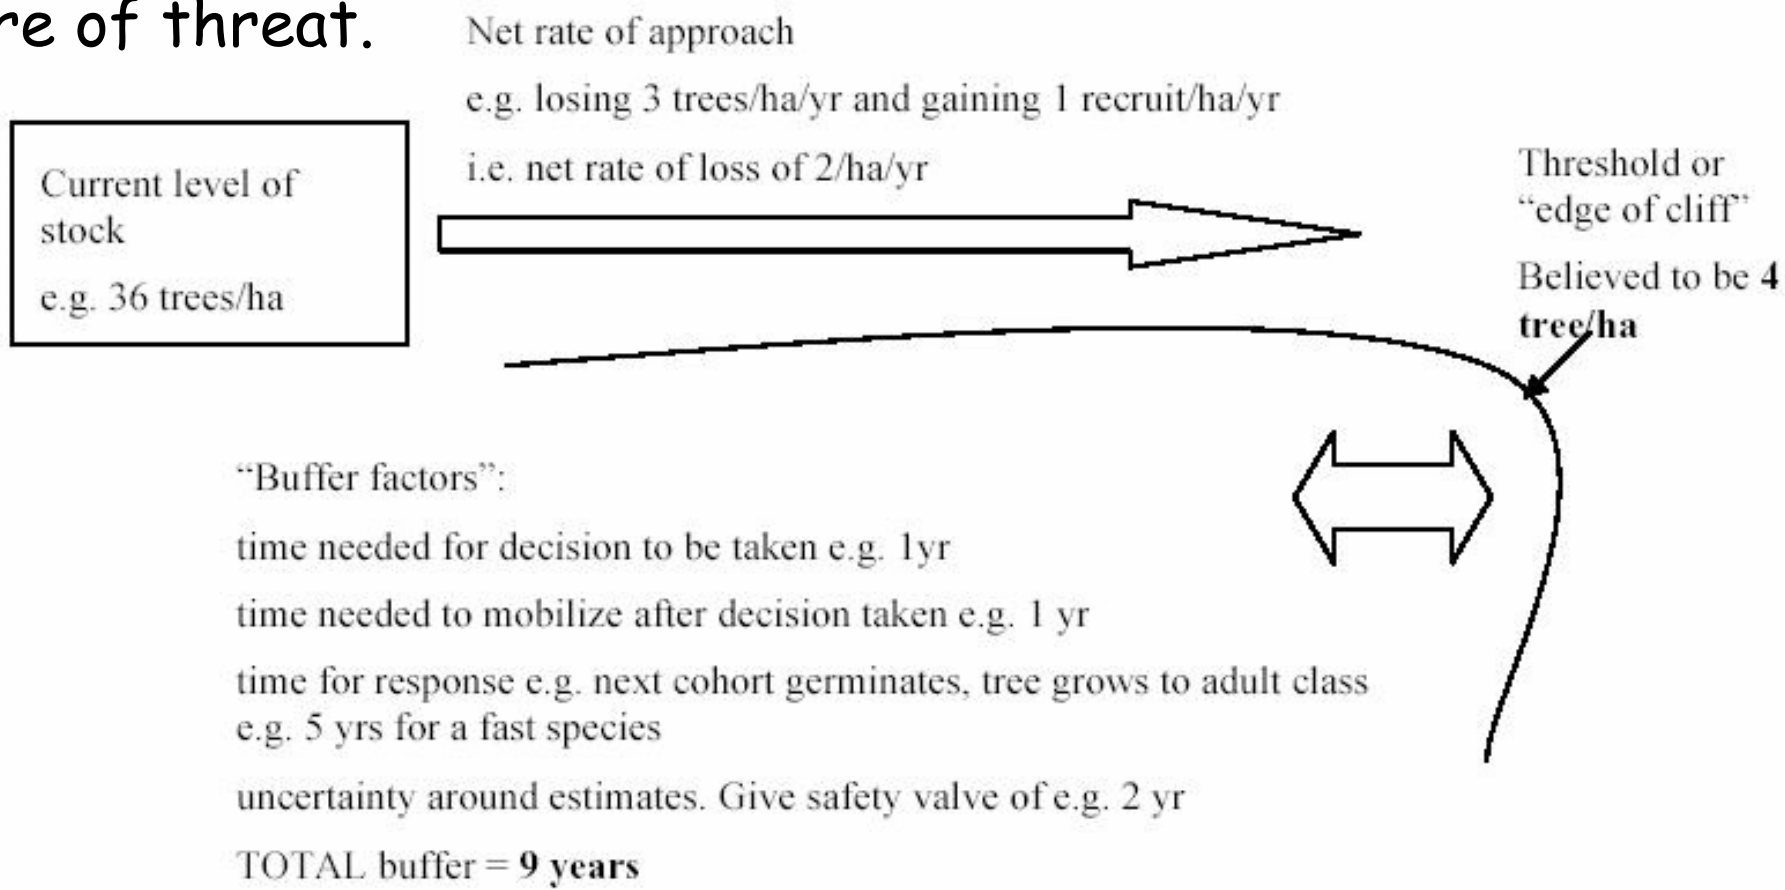 re of threat.
Net rate of approach
e.g. losing 3 trees/ha/yr and gaining 1 recruit/ha/yr
i.e. net rate of loss of 2/ha/yr
Current level of
stock
e.g. 36 trees/ha
Threshold or
“edge of cliff”
Believed to be 4
tree/ha
“Buffer factors”:
time needed for decision to be taken e.g. 1yr
time needed to mobilize after decision taken e.g. 1 yr
time for response e.g. next cohort germinates, tree grows to adult class
e.g. 5 yrs for a fast species
uncertainty around estimates. Give safety valve of e.g. 2 yr
TOTAL buffer = 9 years